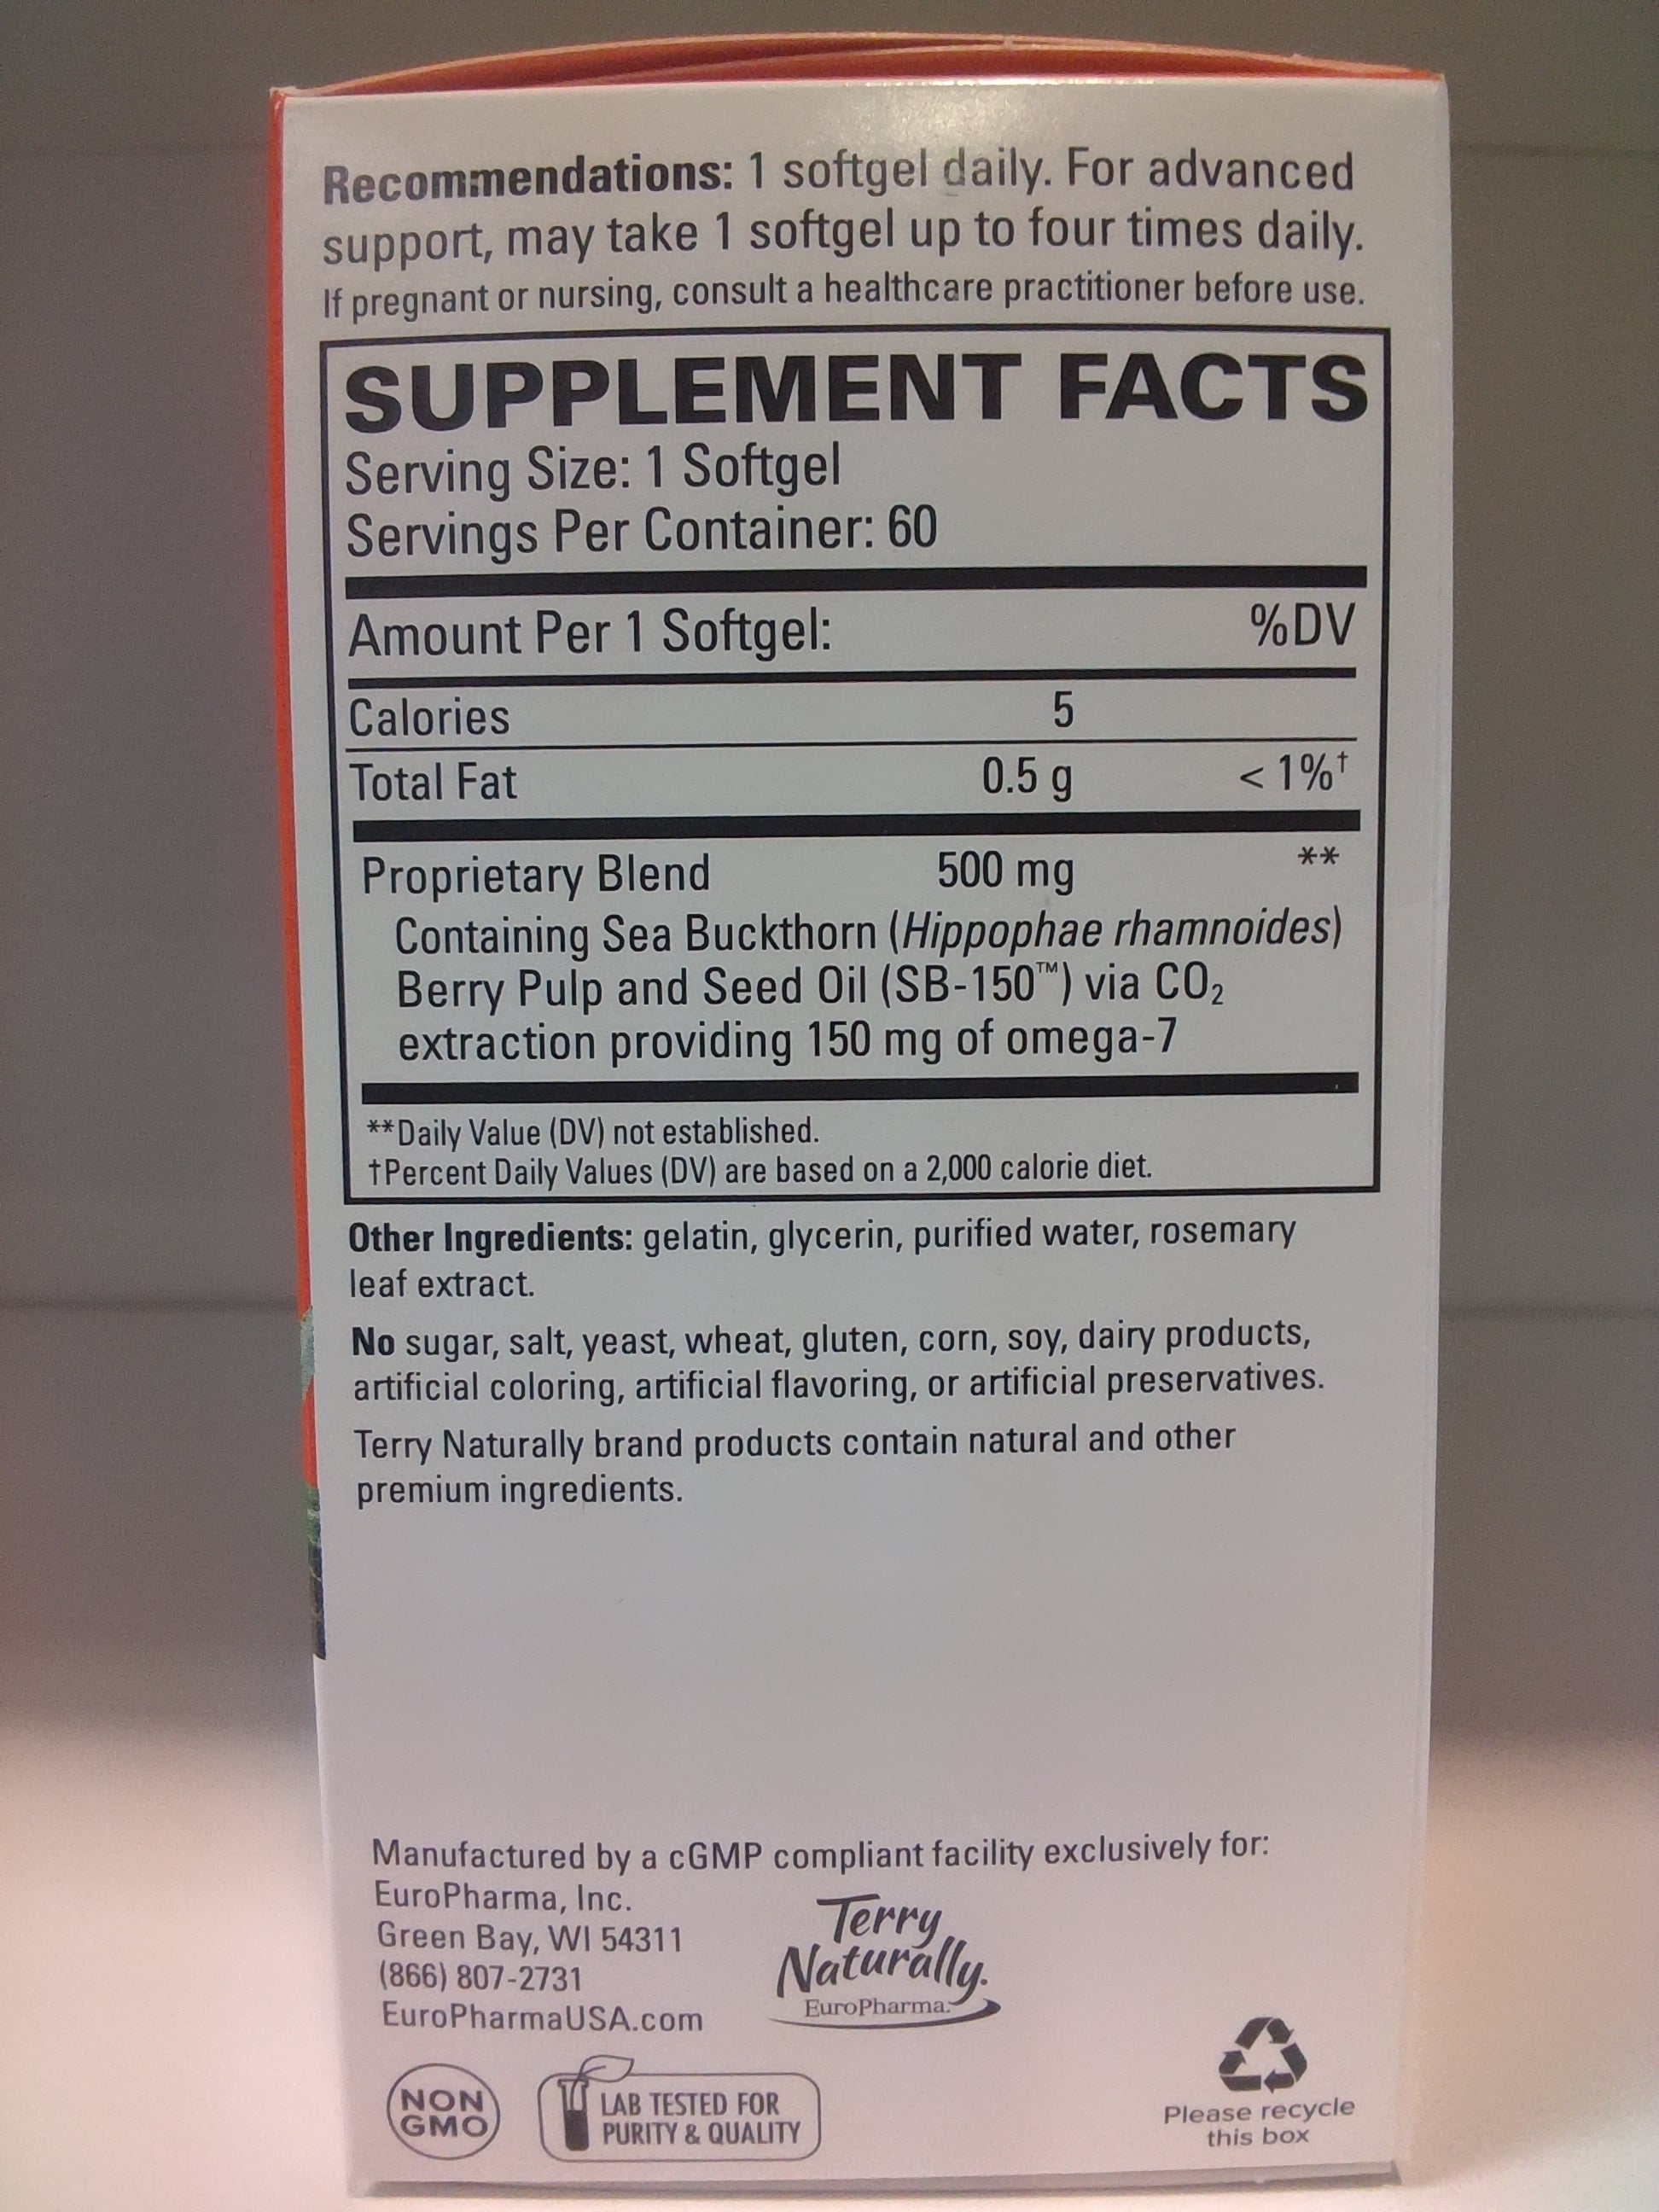 Recommendations: 1 softgel daily. For advanced
support, may take 1 softgel up to four times daily.
If pregnant or nursing, consult a healthcare practitioner before use.
SUPPLEMENT FACTS
Serving Size: 1 Softgel
Servings Per Container: 60
Amount Per 1 Softgel: %DV
Calories 5
Total Fat 0.5 g < 1%†
Proprietary Blend 500 mg **
Containing Sea Buckthorn (Hippophae rhamnoides)
Berry Pulp and Seed Oil (SB-150™) via CO₂
extraction providing 150 mg of omega-7
**Daily Value (DV) not established.
†Percent Daily Values (DV) are based on a 2,000 calorie diet.
Other Ingredients: gelatin, glycerin, purified water, rosemary
leaf extract.
No sugar, salt, yeast, wheat, gluten, corn, soy, dairy products,
artificial coloring, artificial flavoring, or artificial preservatives.
Terry Naturally brand products contain natural and other
premium ingredients.
Manufactured by a cGMP compliant facility exclusively for:
EuroPharma, Inc.
Green Bay, WI 54311
(866) 807-2731
EuroPharmaUSA.com
Terry
Naturally.
EuroPharma.
NON
GMO
LAB TESTED FOR
PURITY & QUALITY
Please recycle
this box